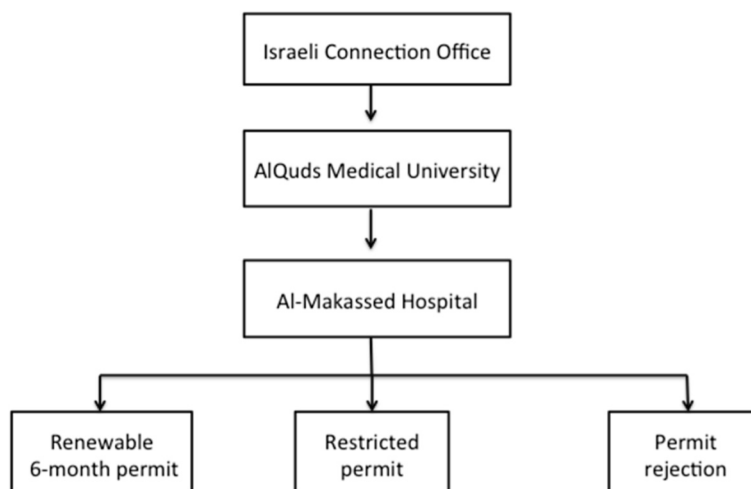 Israeli Connection Office
AlQuds Medical University
Al-Makassed Hospital
Renewable
6-month permit
Restricted
permit
Permit
rejection